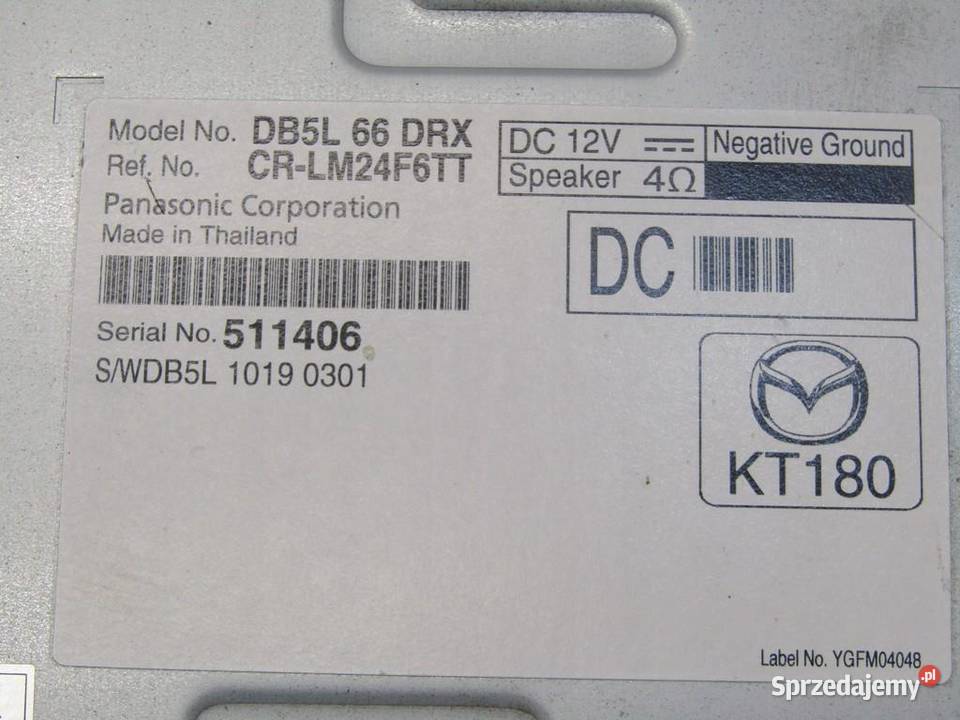 Model No. DB5L 66 DRX
Ref. No. CR-LM24F6TT
Panasonic Corporation
Made in Thailand
DC 12V
Negative Ground
Speaker 4Ω
DC
Serial No. 511406
S/WDB5L 1019 0301
KT180
Label No. YGFM04048
Sprzedajemy.pl